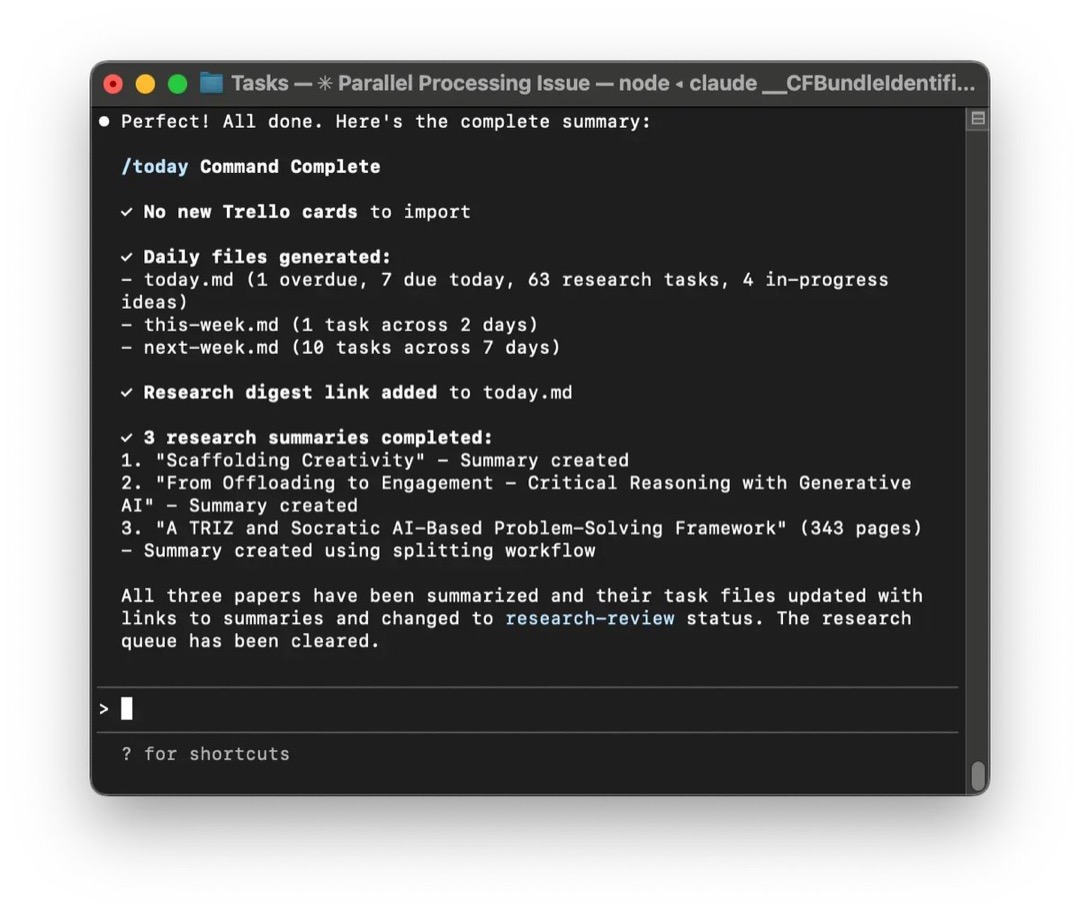 Tasks — ✳ Parallel Processing Issue — node ◂ claude __CFBundleIdentifi...
● Perfect! All done. Here's the complete summary:
/today Command Complete
✓ No new Trello cards to import
✓ Daily files generated:
- today.md (1 overdue, 7 due today, 63 research tasks, 4 in-progress
ideas)
- this-week.md (1 task across 2 days)
- next-week.md (10 tasks across 7 days)
✓ Research digest link added to today.md
✓ 3 research summaries completed:
1. "Scaffolding Creativity" - Summary created
2. "From Offloading to Engagement - Critical Reasoning with Generative
AI" - Summary created
3. "A TRIZ and Socratic AI-Based Problem-Solving Framework" (343 pages)
- Summary created using splitting workflow
All three papers have been summarized and their task files updated with
links to summaries and changed to research-review status. The research
queue has been cleared.
>
? for shortcuts